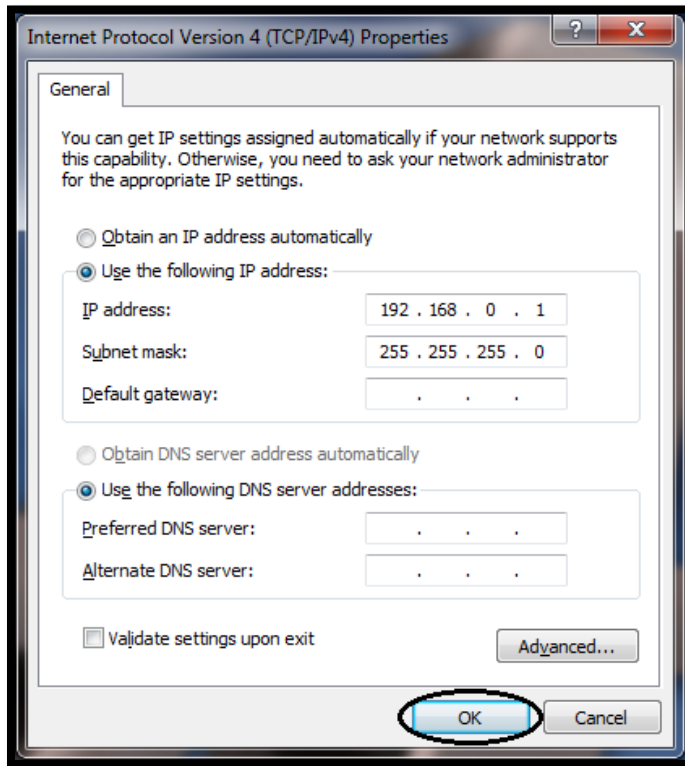 Internet Protocol Version 4 (TCP/IPv4) Properties
General
You can get IP settings assigned automatically if your network supports
this capability. Otherwise, you need to ask your network administrator
for the appropriate IP settings.
Obtain an IP address automatically
Use the following IP address:
IP address: 192 . 168 . 0 . 1
Subnet mask: 255 . 255 . 255 . 0
Default gateway: . . .
Obtain DNS server address automatically
Use the following DNS server addresses:
Preferred DNS server: . . .
Alternate DNS server: . . .
Validate settings upon exit
Advanced...
OK Cancel